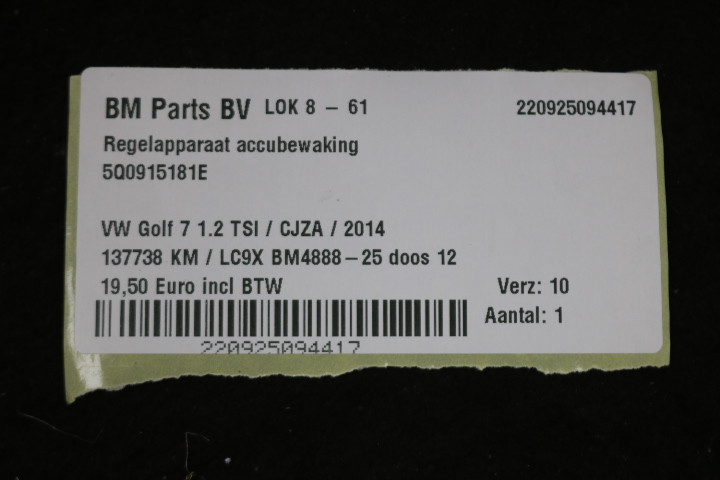 BM Parts BV LOK 8 – 61 220925094417
Regelapparaat accubewaking
5Q0915181E
VW Golf 7 1.2 TSI / CJZA / 2014
137738 KM / LC9X BM4888–25 doos 12
19,50 Euro incl BTW Verz: 10
Aantal: 1
220925094417